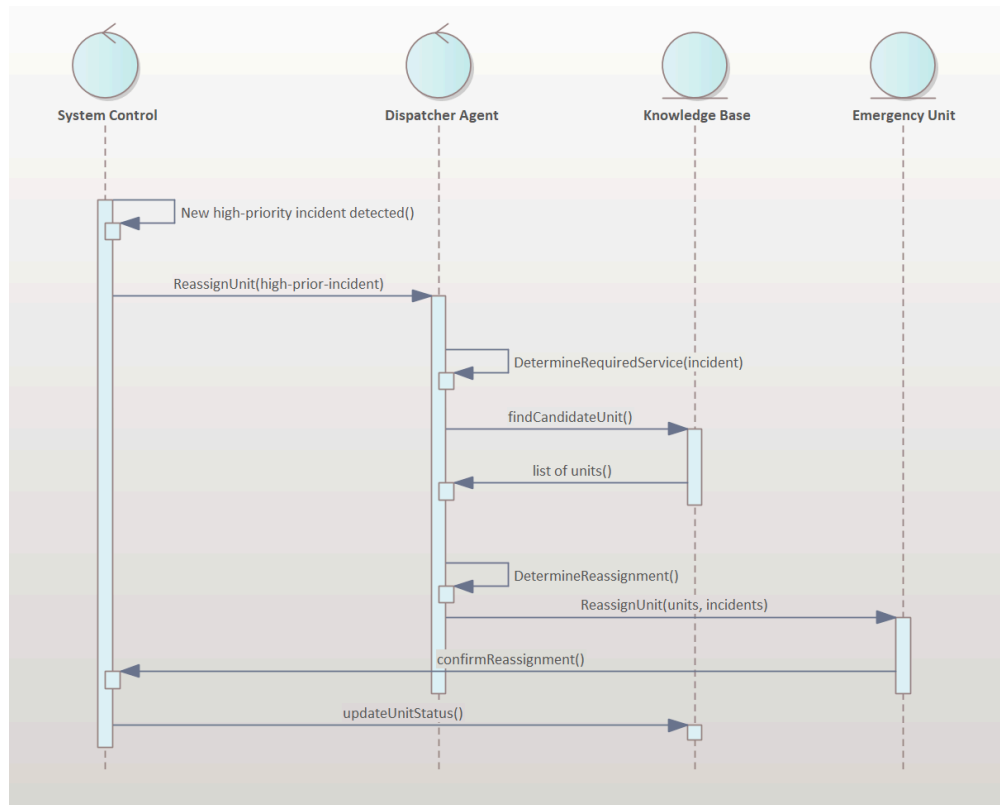 System Control
Dispatcher Agent
Knowledge Base
Emergency Unit
New high-priority incident detected()
ReassignUnit(high-prior-incident)
DetermineRequiredService(incident)
findCandidateUnit()
list of units()
DetermineReassignment()
ReassignUnit(units, incidents)
confirmReassignment()
updateUnitStatus()